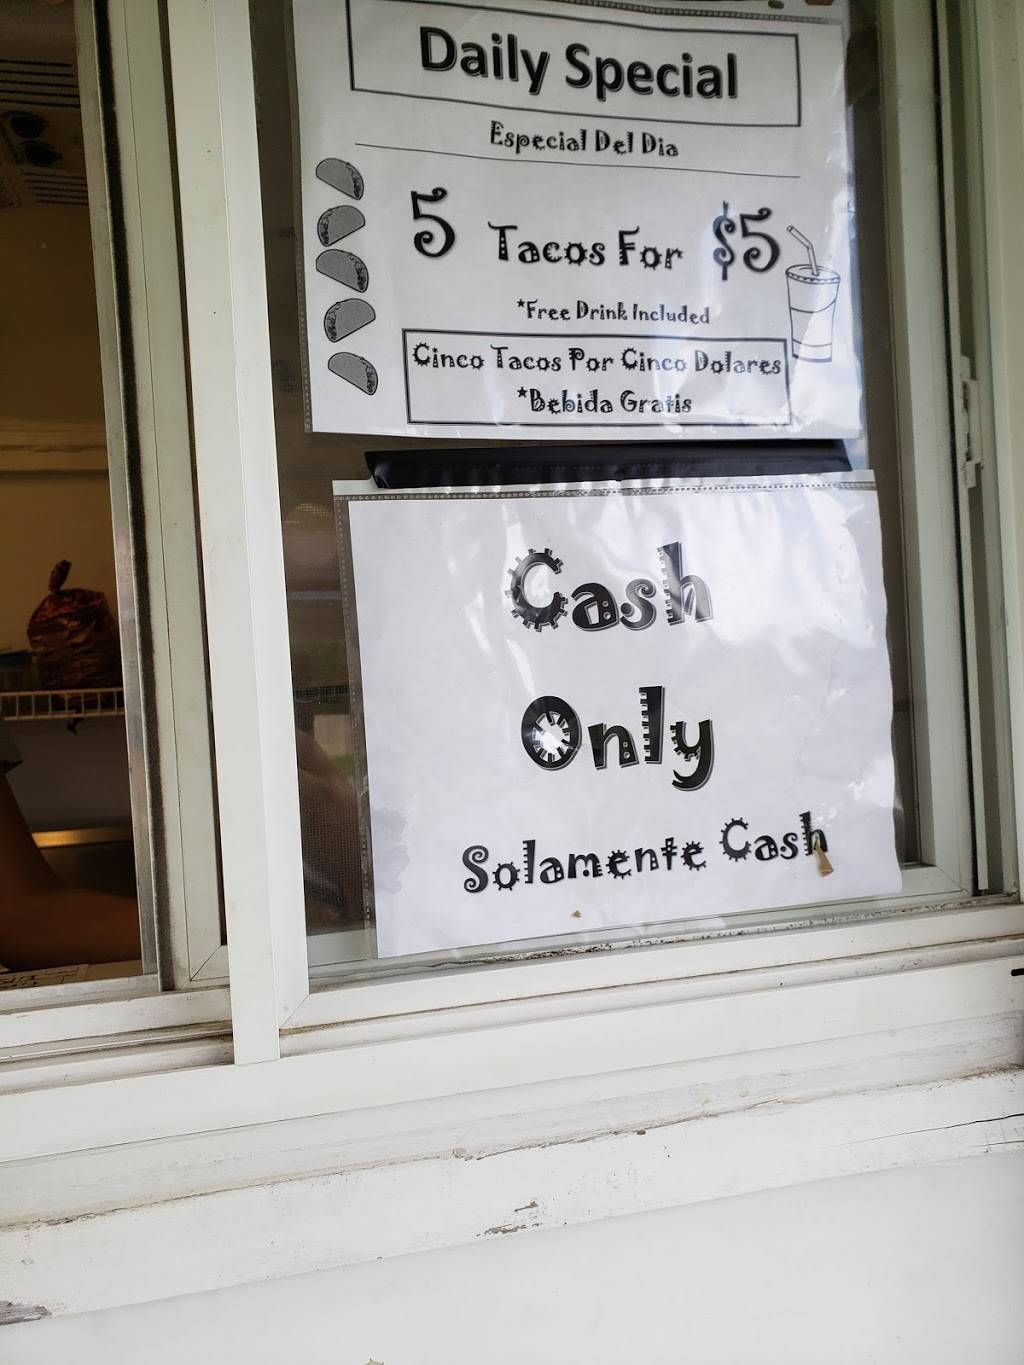 Daily Special
Especial Del Dia
5 Tacos For $5
*Free Drink Included
Cinco Tacos Por Cinco Dolares
*Bebida Gratis
Cash
Only
Solamente Cash